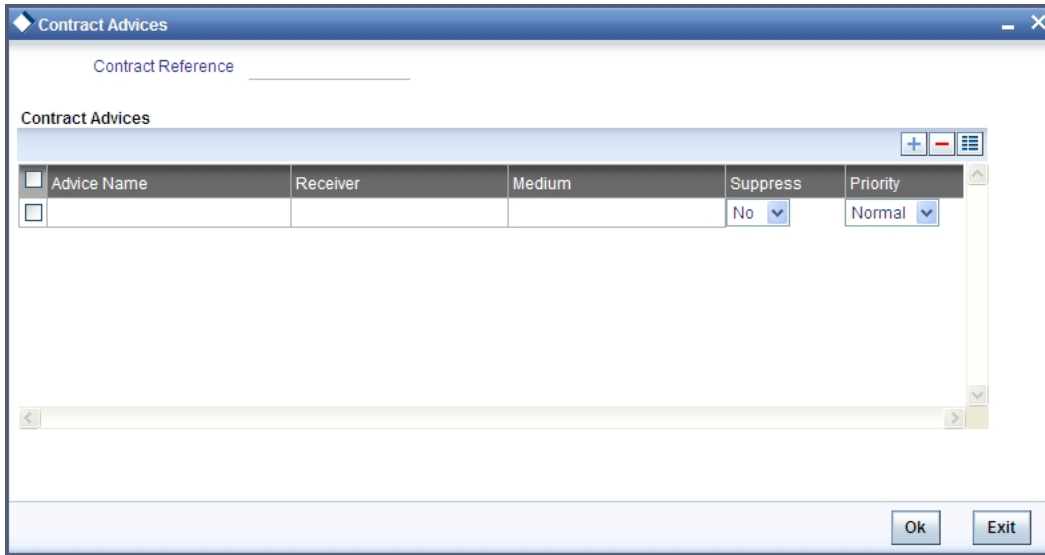 Contract Advices
Contract Reference
Contract Advices
Advice Name Receiver Medium Suppress Priority
No Normal
Ok Exit